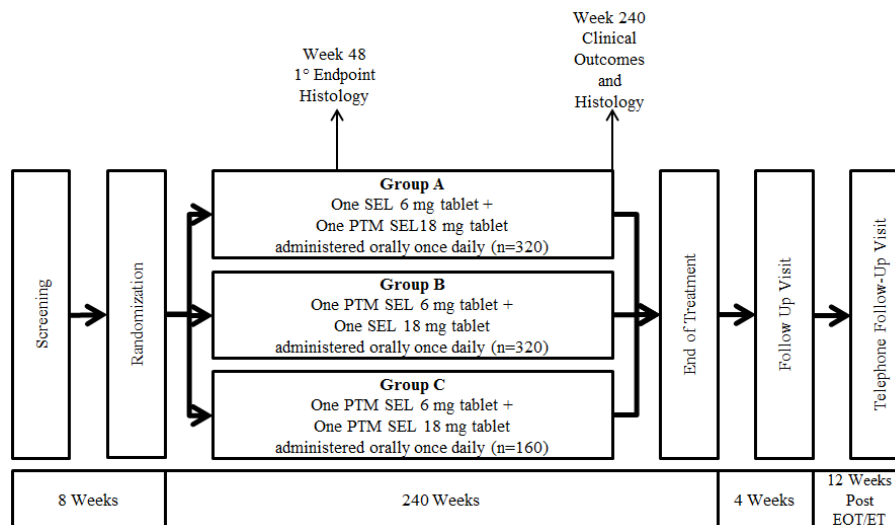 Week 48
1° Endpoint
Histology
Week 240
Clinical
Outcomes
and
Histology
Screening
Randomization
Group A
One SEL 6 mg tablet +
One PTM SEL18 mg tablet
administered orally once daily (n=320)
Group B
One PTM SEL 6 mg tablet +
One SEL 18 mg tablet
administered orally once daily (n=320)
Group C
One PTM SEL 6 mg tablet +
One PTM SEL 18 mg tablet
administered orally once daily (n=160)
End of Treatment
Follow Up Visit
Telephone Follow-Up Visit
8 Weeks
240 Weeks
4 Weeks
12 Weeks
Post
EOT/ET